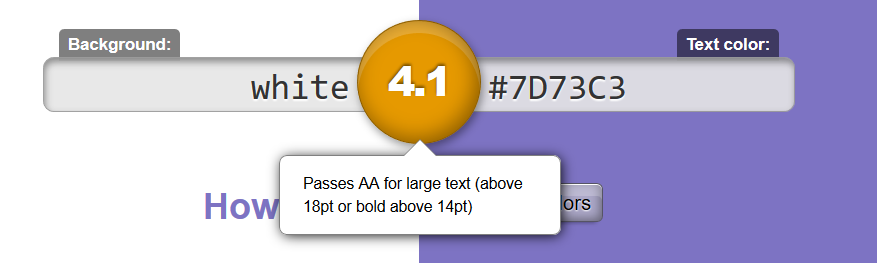 Background:
Text color:
white
4.1
#7D73C3
Passes AA for large text (above
18pt or bold above 14pt)
How